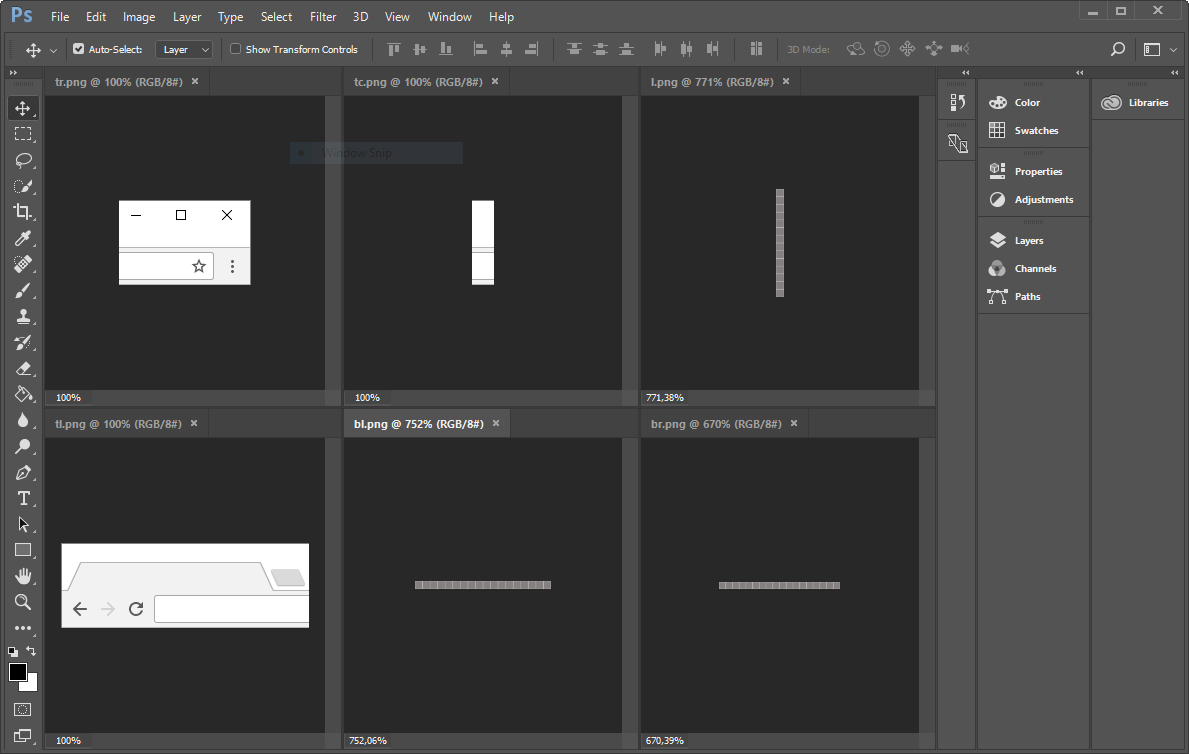 Ps File Edit Image Layer Type Select Filter 3D View Window Help
Auto-Select: Layer Show Transform Controls 3D Mode:
tr.png @ 100% (RGB/8#) tc.png @ 100% (RGB/8#) l.png @ 771% (RGB/8#)
Color Libraries
Swatches
Window Snip
Properties
Adjustments
Layers
Channels
Paths
100% 100% 771,38%
tl.png @ 100% (RGB/8#) bl.png @ 752% (RGB/8#) br.png @ 670% (RGB/8#)
100% 752,06% 670,39%